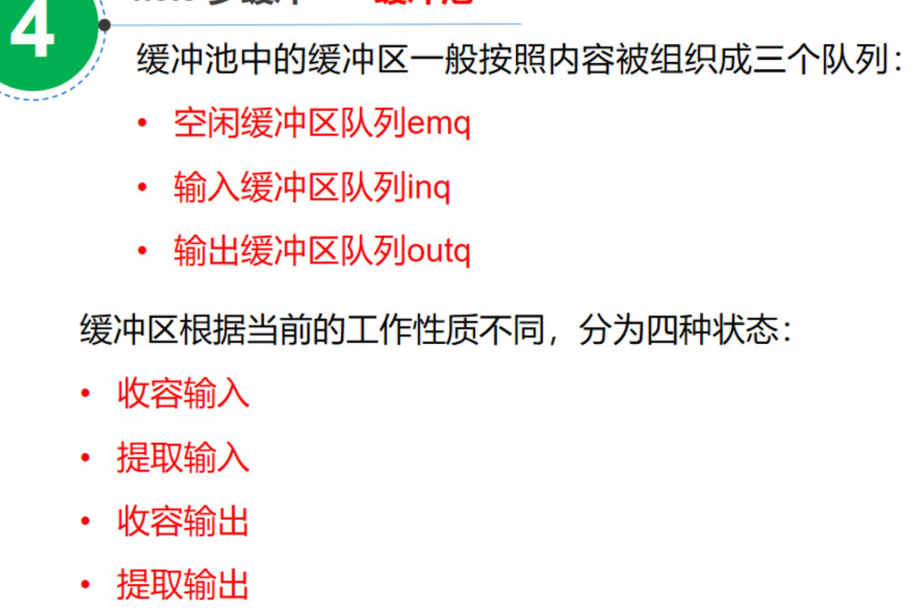 4
缓冲池中的缓冲区一般按照内容被组织成三个队列：
• 空闲缓冲区队列emq
• 输入缓冲区队列inq
• 输出缓冲区队列outq
缓冲区根据当前的工作性质不同，分为四种状态：
• 收容输入
• 提取输入
• 收容输出
• 提取输出